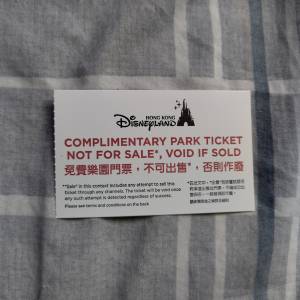 HONG KONG
DISNEYLAND
COMPLIMENTARY PARK TICKET
NOT FOR SALE*, VOID IF SOLD
免費樂園門票，不可出售*，否則作廢
*"Sale" in this context includes any attempt to sell this
ticket through any channels. The ticket will be void once
any such attempt is detected regardless of success.
Please see terms and conditions on the back